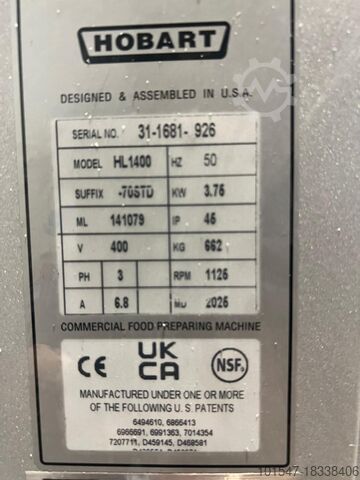 HOBART
DESIGNED & ASSEMBLED IN U.S.A.
SERIAL NO. 31-1681- 926
MODEL HL1400 HZ 50
SUFFIX -70STD KW 3.75
ML 141079 IP 45
V 400 KG 662
PH 3 RPM 1125
A 6.8 MD 2025
COMMERCIAL FOOD PREPARING MACHINE
CE UK CA NSF®
MANUFACTURED UNDER ONE OR MORE
OF THE FOLLOWING U. S. PATENTS
6494610, 6866413
6966691, 6991363, 7014354
7207711, D459145, D468581
101547-18338406